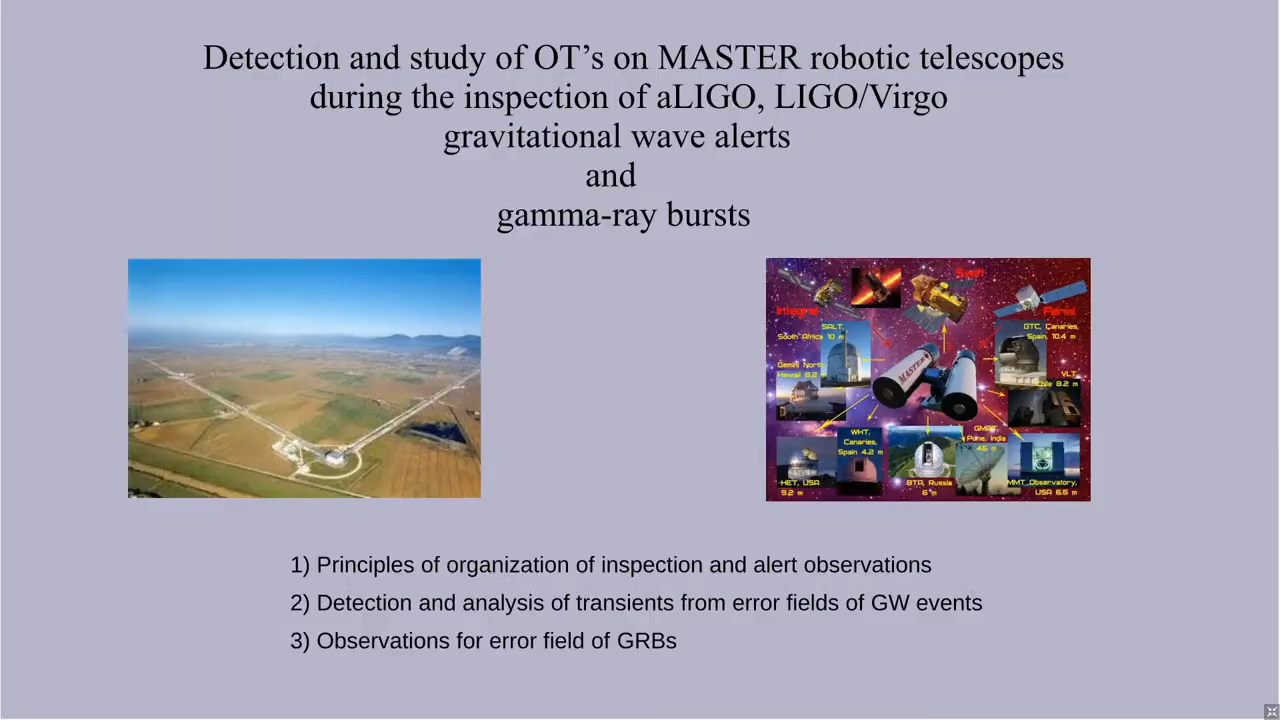 Detection and study of OT’s on MASTER robotic telescopes
during the inspection of aLIGO, LIGO/Virgo
gravitational wave alerts
and
gamma-ray bursts
Swift
Integral
Fermi
SALT,
South Africa 10 m
GTC, Canaries,
Spain, 10.4 m
Gemini North
Hawaii 8.2 m
MASTER
VLT,
Chile 8.2 m
WHT,
Canaries,
Spain 4.2 m
GMRT,
Pune, India
45 m
HET, USA
9.2 m
BTA, Russia
6 m
MMT Observatory,
USA 6.5 m
1) Principles of organization of inspection and alert observations
2) Detection and analysis of transients from error fields of GW events
3) Observations for error field of GRBs